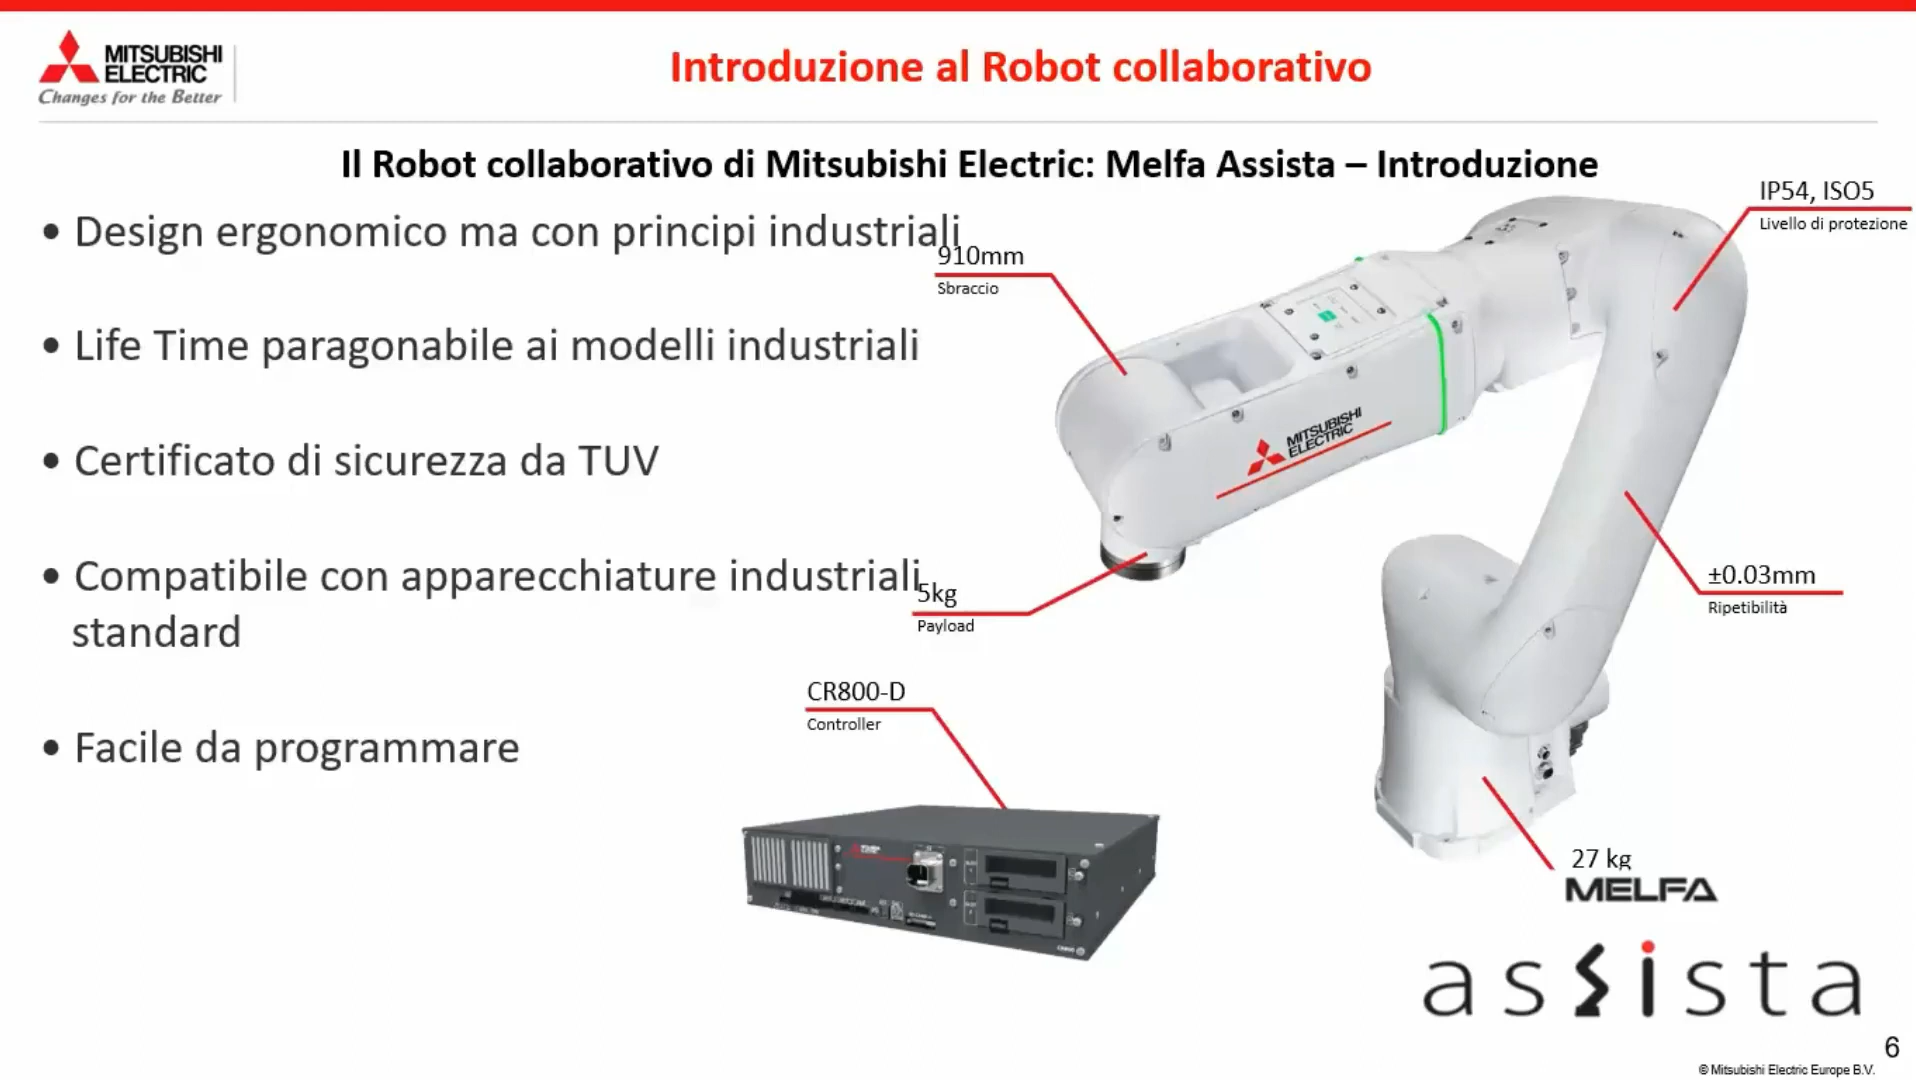 MITSUBISHI
ELECTRIC
Changes for the Better
Introduzione al Robot collaborativo
Il Robot collaborativo di Mitsubishi Electric: Melfa Assista – Introduzione
• Design ergonomico ma con principi industriali
• Life Time paragonabile ai modelli industriali
• Certificato di sicurezza da TUV
• Compatibile con apparecchiature industriali
standard
• Facile da programmare
IP54, ISO5
Livello di protezione
910mm
Sbraccio
MITSUBISHI
ELECTRIC
5kg
Payload
±0.03mm
Ripetibilità
CR800-D
Controller
27 kg
MELFA
assista
6
© Mitsubishi Electric Europe B.V.